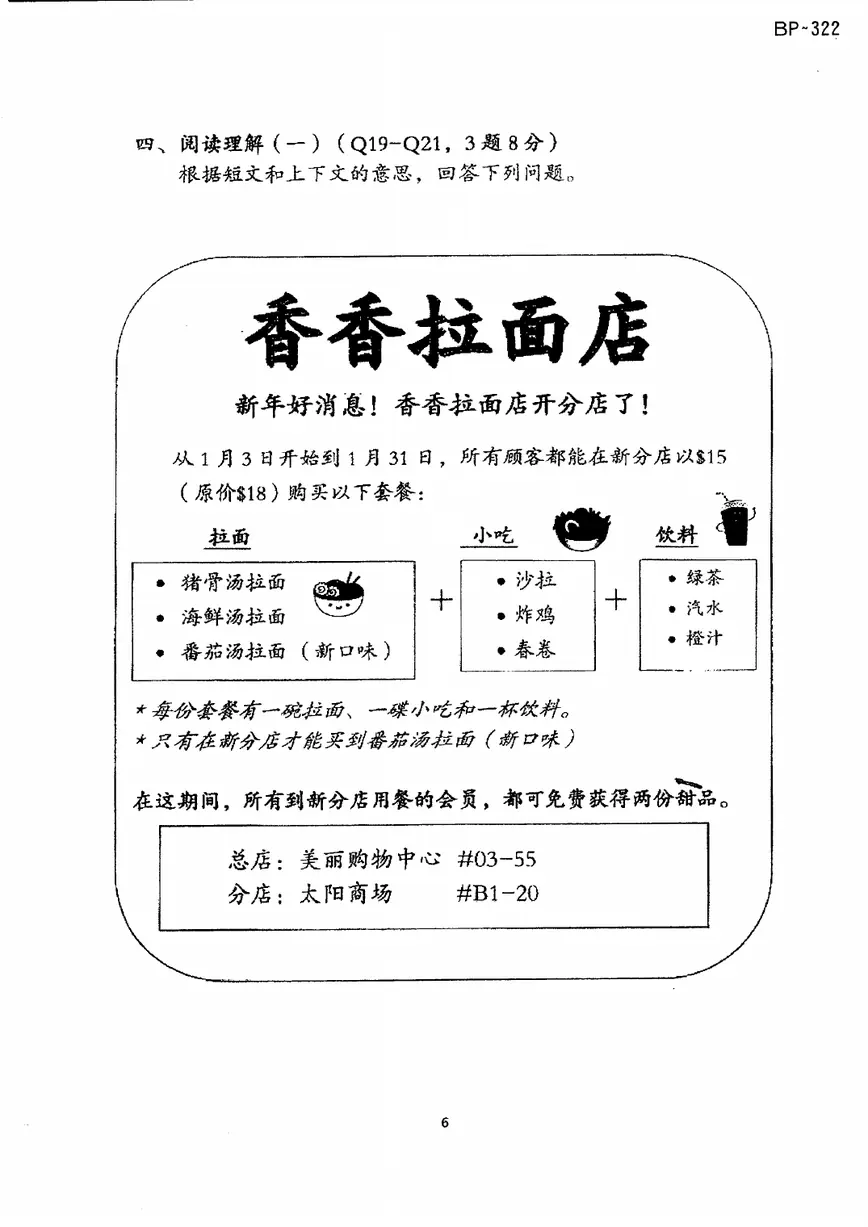 BP~322
四、阅读理解（一）（Q19-Q21，3题8分）
根据短文和上下文的意思，回答下列问题。
香香拉面店
新年好消息！香香拉面店开分店了！
从1月3日开始到1月31日，所有顾客都能在新分店以$15
（原价$18）购买以下套餐：
拉面 小吃 饮料
• 猪骨汤拉面
• 海鲜汤拉面
• 番茄汤拉面（新口味）
+
• 沙拉
• 炸鸡
• 春卷
+
• 绿茶
• 汽水
• 橙汁
*每份套餐有一碗拉面、一碟小吃和一杯饮料。
*只有在新分店才能买到番茄汤拉面（新口味）
在这期间，所有到新分店用餐的会员，都可免费获得两份甜品。
总店：美丽购物中心 #03-55
分店：太阳商场 #B1-20
6